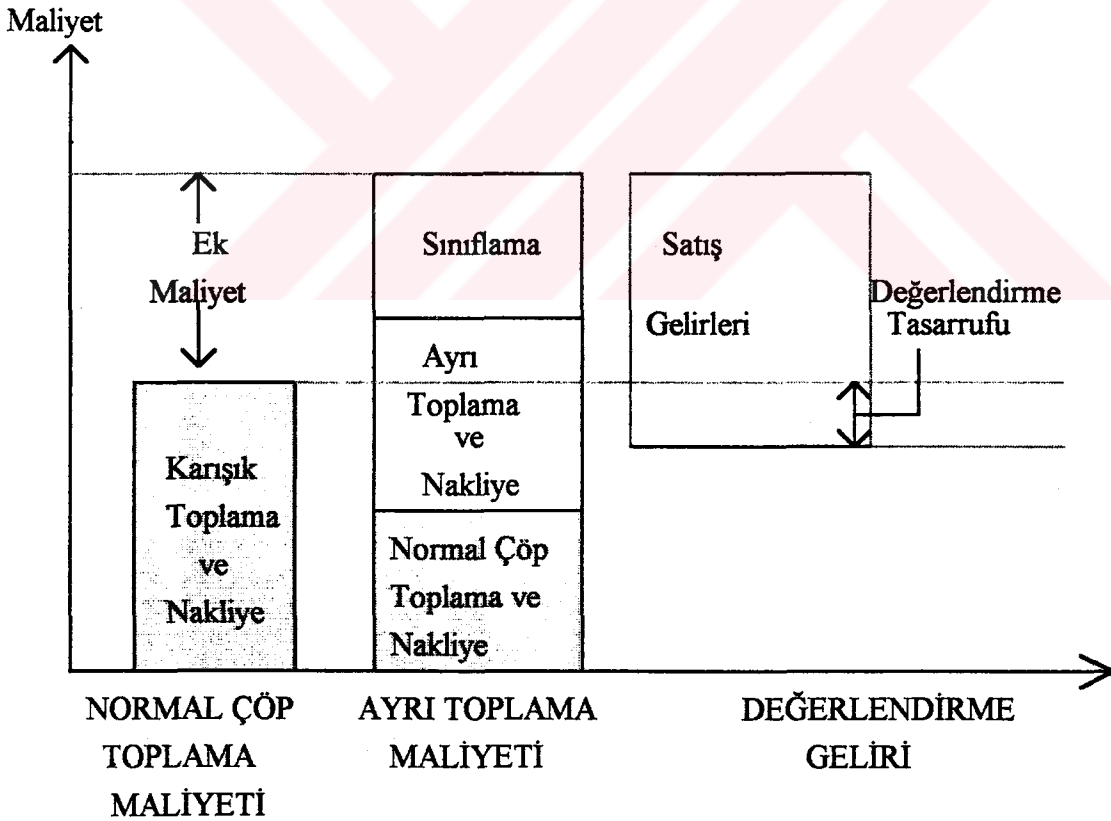 Maliyet
Ek
Maliyet
Karışık
Toplama
ve
Nakliye
Sınıflama
Ayrı
Toplama
ve
Nakliye
Normal Çöp
Toplama ve
Nakliye
Satış
Gelirleri
Değerlendirme
Tasarrufu
NORMAL ÇÖP
TOPLAMA
MALİYETİ
AYRI TOPLAMA
MALİYETİ
DEĞERLENDİRME
GELİRİ